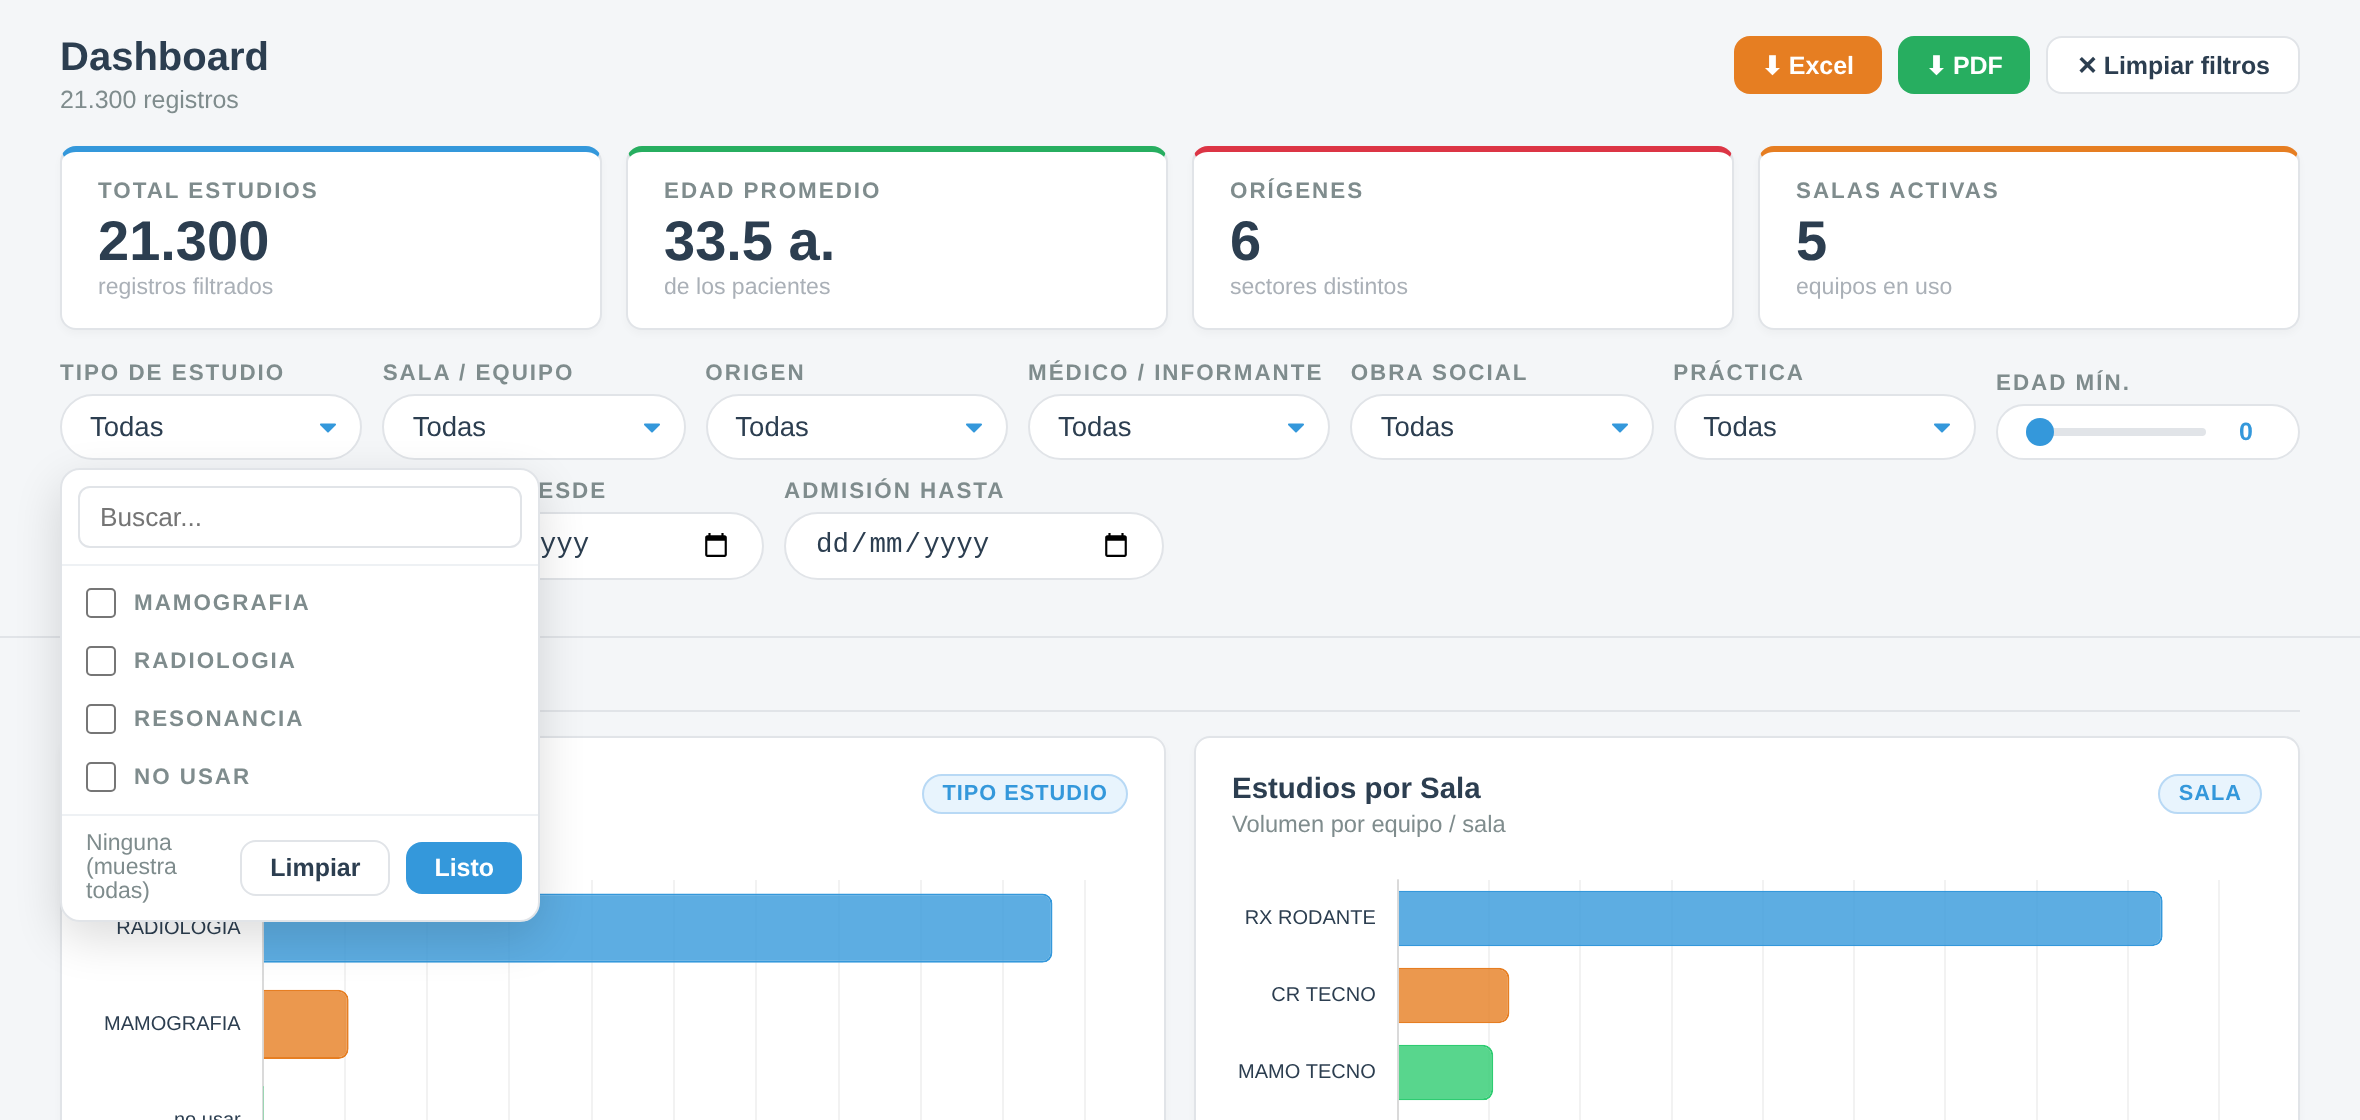 Dashboard
21.300 registros
⬇ Excel
⬇ PDF
✕ Limpiar filtros
TOTAL ESTUDIOS
21.300
registros filtrados
EDAD PROMEDIO
33.5 a.
de los pacientes
ORÍGENES
6
sectores distintos
SALAS ACTIVAS
5
equipos en uso
TIPO DE ESTUDIO
Todas
SALA / EQUIPO
Todas
ORIGEN
Todas
MÉDICO / INFORMANTE
Todas
OBRA SOCIAL
Todas
PRÁCTICA
Todas
EDAD MÍN.
0
Buscar...
MAMOGRAFIA
RADIOLOGIA
RESONANCIA
NO USAR
Ninguna
(muestra
todas)
Limpiar
Listo
ESDE
yyy
ADMISIÓN HASTA
dd/mm/yyyy
TIPO ESTUDIO
RADIOLOGIA
MAMOGRAFIA
no usar
Estudios por Sala
Volumen por equipo / sala
SALA
RX RODANTE
CR TECNO
MAMO TECNO